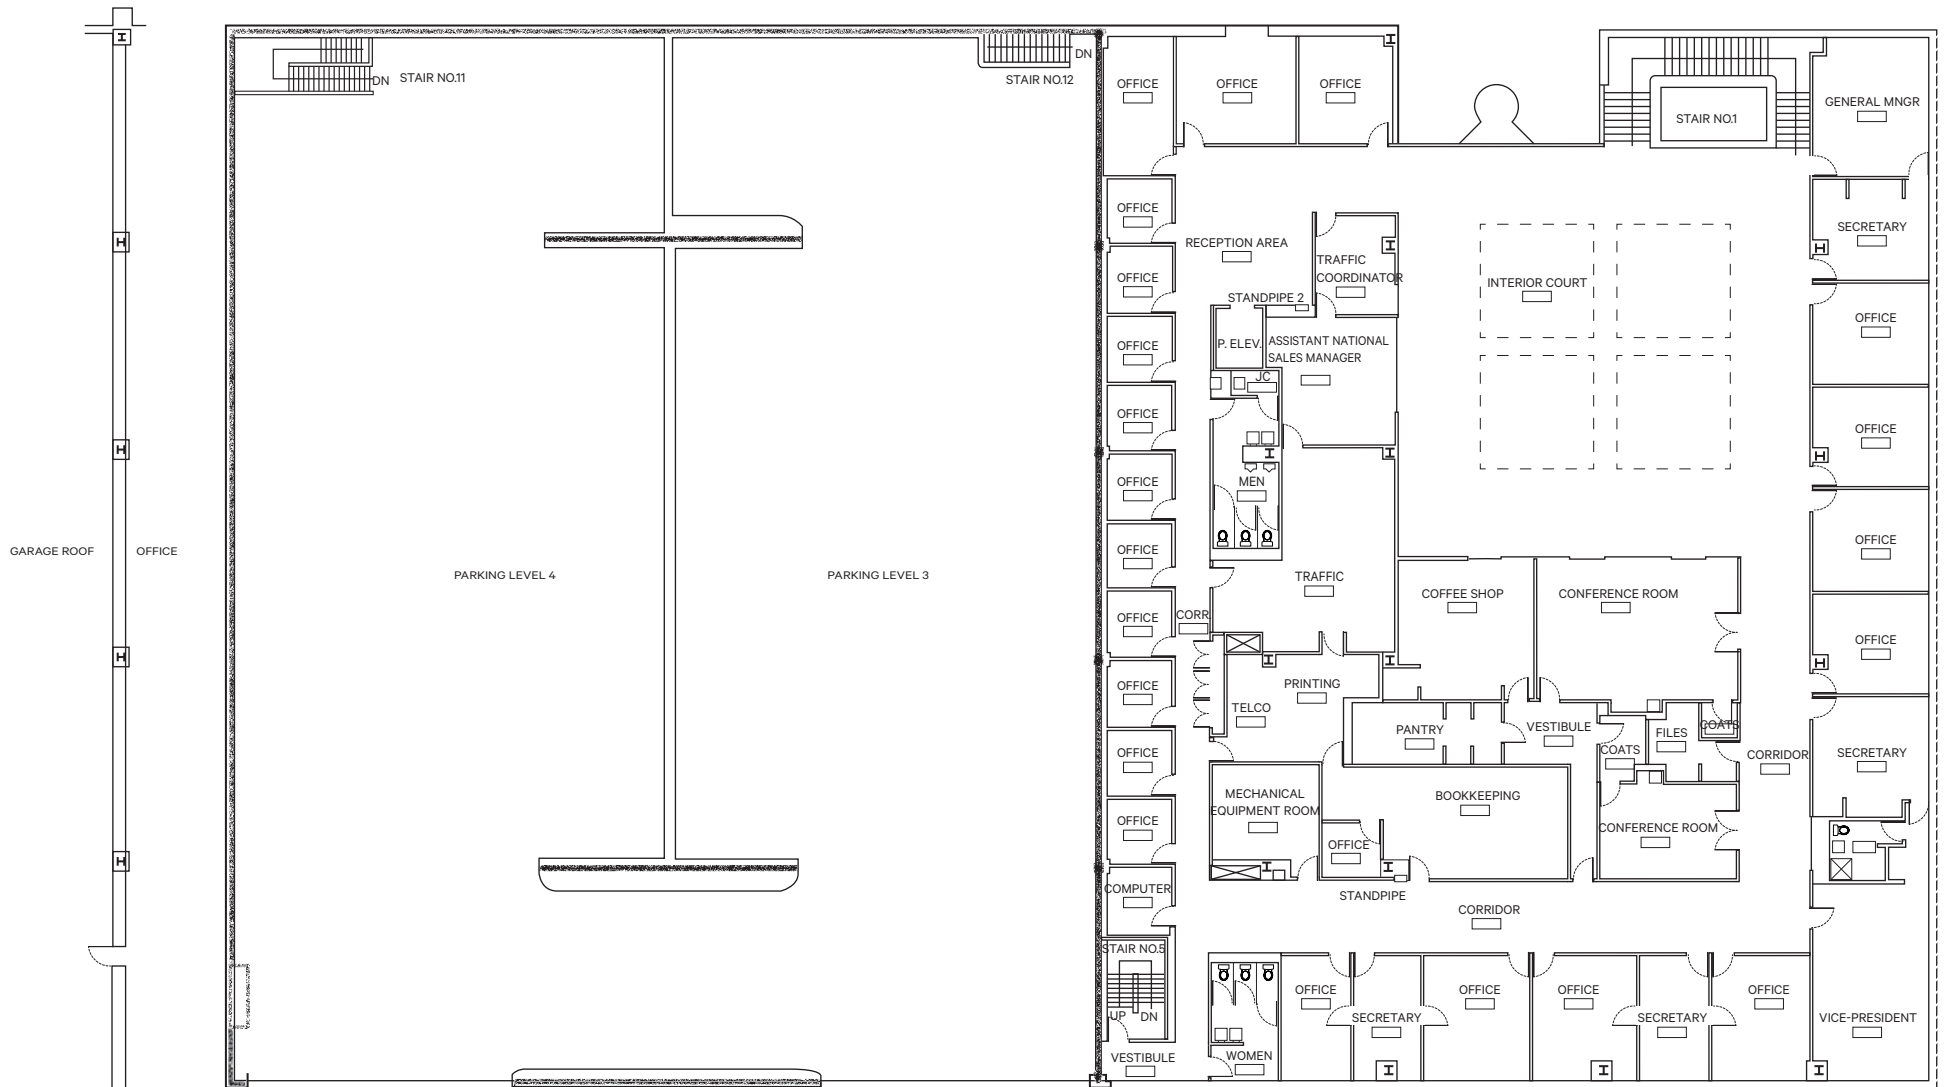 DN
STAIR NO.11
STAIR NO.12
DN
OFFICE
OFFICE
OFFICE
STAIR NO.1
GENERAL MNGR
OFFICE
RECEPTION AREA
TRAFFIC
COORDINATOR
INTERIOR COURT
SECRETARY
OFFICE
STANDPIPE 2
OFFICE
P. ELEV.
ASSISTANT NATIONAL
SALES MANAGER
OFFICE
JC
OFFICE
OFFICE
OFFICE
MEN
GARAGE ROOF
OFFICE
PARKING LEVEL 4
PARKING LEVEL 3
OFFICE
TRAFFIC
OFFICE
COFFEE SHOP
CONFERENCE ROOM
OFFICE
CORR.
OFFICE
OFFICE
PRINTING
TELCO
PANTRY
VESTIBULE
COATS
FILES
COATS
CORRIDOR
OFFICE
SECRETARY
OFFICE
MECHANICAL
EQUIPMENT ROOM
BOOKKEEPING
OFFICE
CONFERENCE ROOM
COMPUTER
STANDPIPE
CORRIDOR
STAIR NO.5
UP
DN
OFFICE
SECRETARY
OFFICE
OFFICE
SECRETARY
OFFICE
VICE-PRESIDENT
VESTIBULE
WOMEN